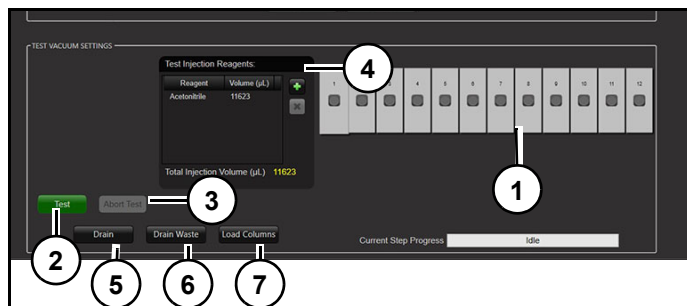 TEST VACUUM SETTINGS
Test Injection Reagents:
Reagent Volume (µL)
Acetonitrile 11623
Total Injection Volume (µL) 11623
1 3 4 5 6 7 8 9 10 11 12
4
1
Test Abort Test
3
2
Drain Drain Waste Load Columns
Current Step Progress Idle
5 6 7